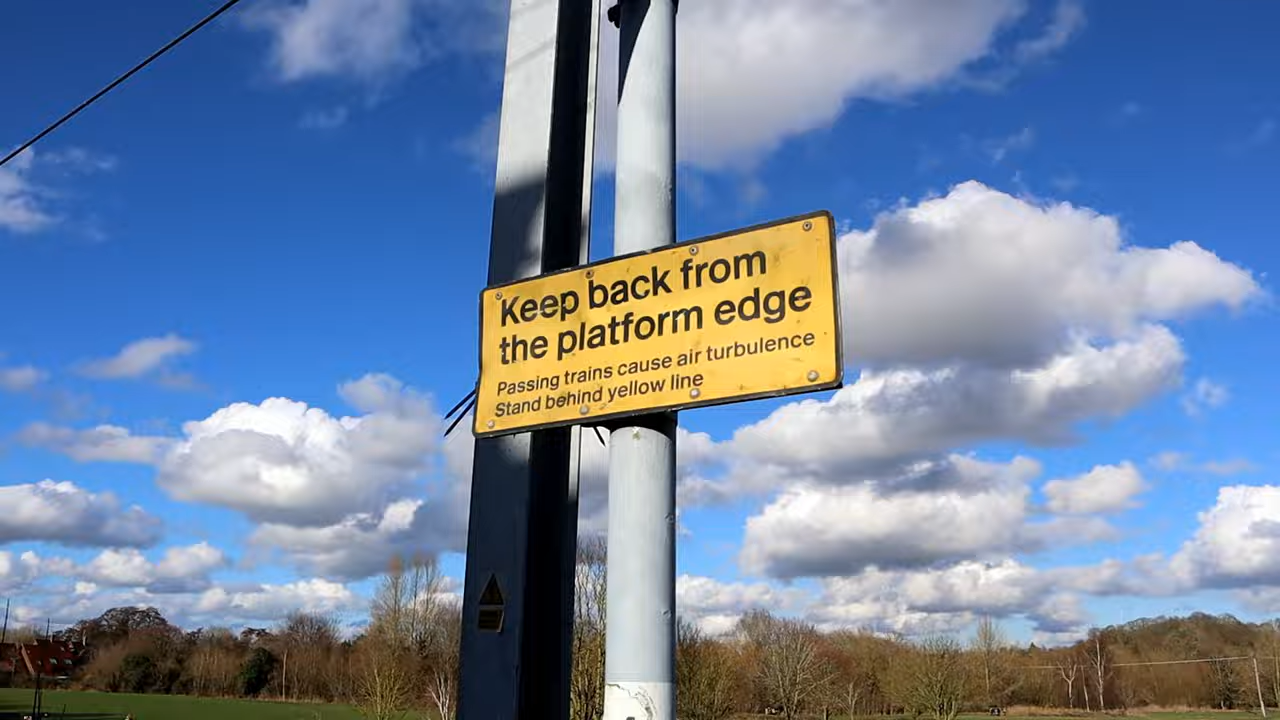 Keep back from
the platform edge
Passing trains cause air turbulence
Stand behind yellow line